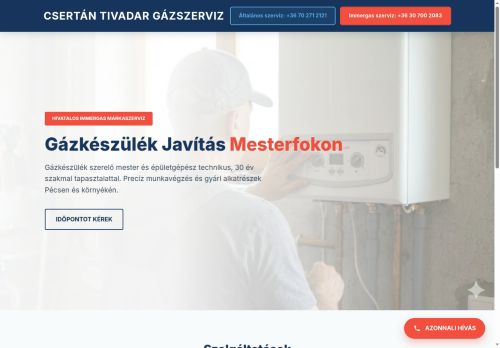 CSERTÁN TIVADAR GÁZSZERVIZ
Általános szerviz: +36 70 271 2121
Immergas szerviz: +36 30 700 2083
HIVATALOS IMMERGAS MÁRKASZERVIZ
Gázkészülék Javítás Mesterfokon
Gázkészülék szerelő mester és épületgépész technikus, 30 év
szakmai tapasztalattal. Precíz munkavégzés és gyári alkatrészek
Pécsen és környékén.
IDŐPONTOT KÉREK
AZONNALI HÍVÁS
Szolgáltatások